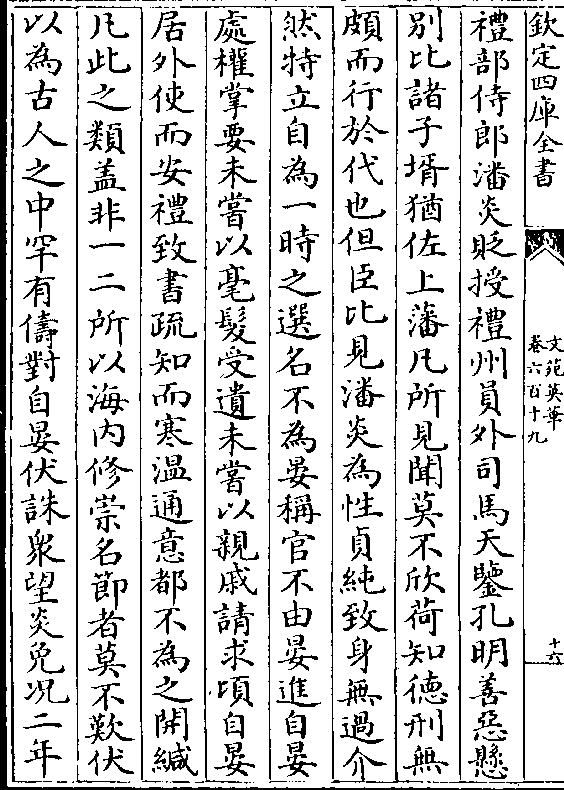 欽定四庫全書
文苑英華
卷六百十九
十六
禮部侍郎潘炎貶授禮州員外司馬天鑒孔明善惡懸
別比諸子壻猶佐上藩凡所見聞莫不欣荷知德刑無
頗而行於代也但臣比見潘炎為性貞純致身無過介
然特立自為一時之選名不為晏稱官不由晏進自晏
處權掌要未嘗以毫髮受遺未嘗以親戚請求頃自晏
居外使而安禮致書疏知而寒溫通意都不為之開緘
凡此之類蓋非一二所以海内修崇名節者莫不歎伏
以為古人之中罕有儔對自晏伏誅衆望炎免况二年